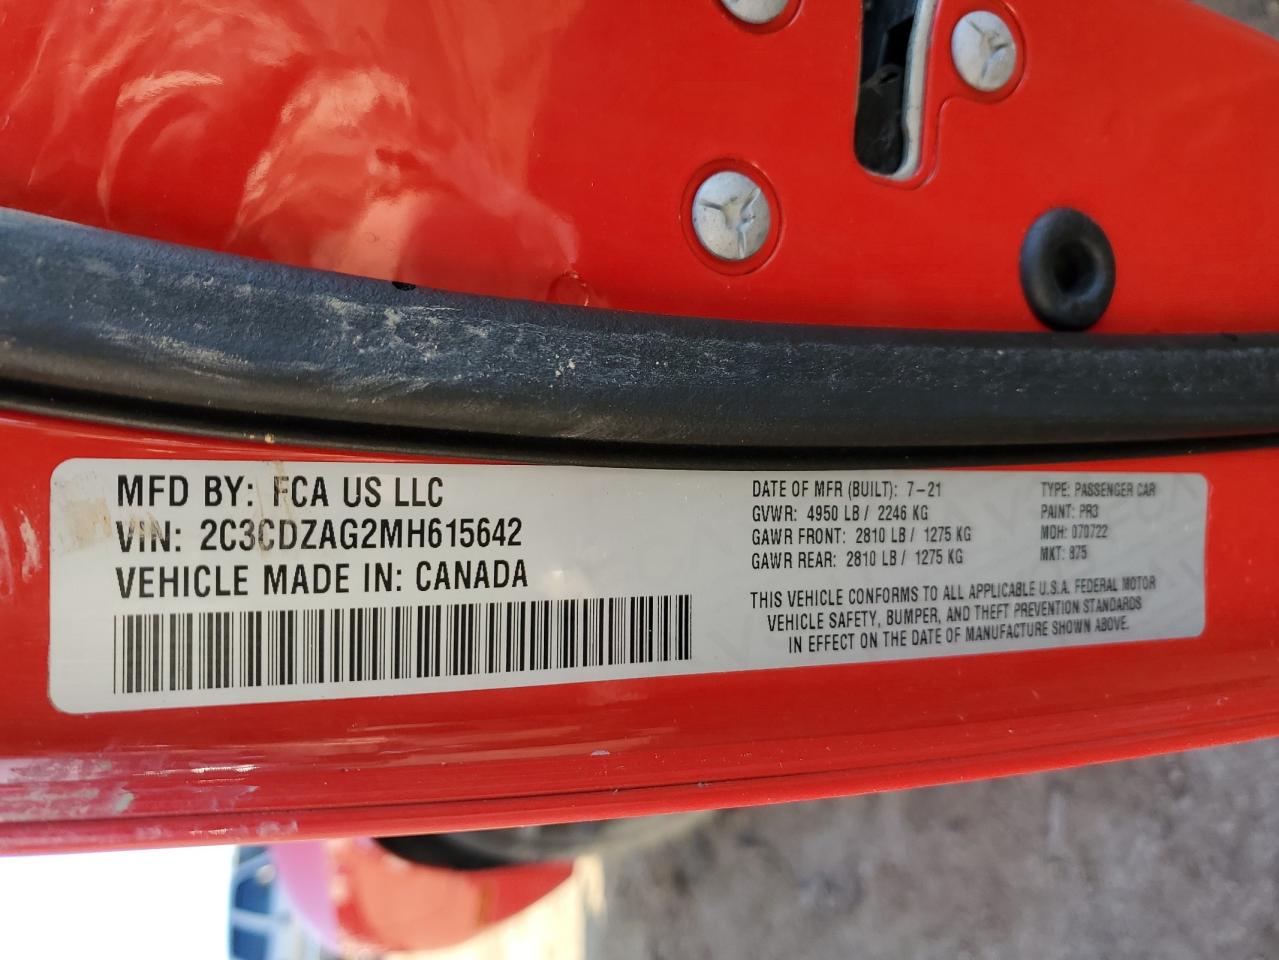 MFD BY: FCA US LLC
VIN: 2C3CDZAG2MH615642
VEHICLE MADE IN: CANADA
DATE OF MFR (BUILT): 7-21
GVWR: 4950 LB / 2246 KG
GAWR FRONT: 2810 LB / 1275 KG
GAWR REAR: 2810 LB / 1275 KG
TYPE: PASSENGER CAR
PAINT: PR3
MDH: 070722
MKT: 875
THIS VEHICLE CONFORMS TO ALL APPLICABLE U.S.A. FEDERAL MOTOR
VEHICLE SAFETY, BUMPER, AND THEFT PREVENTION STANDARDS
IN EFFECT ON THE DATE OF MANUFACTURE SHOWN ABOVE.